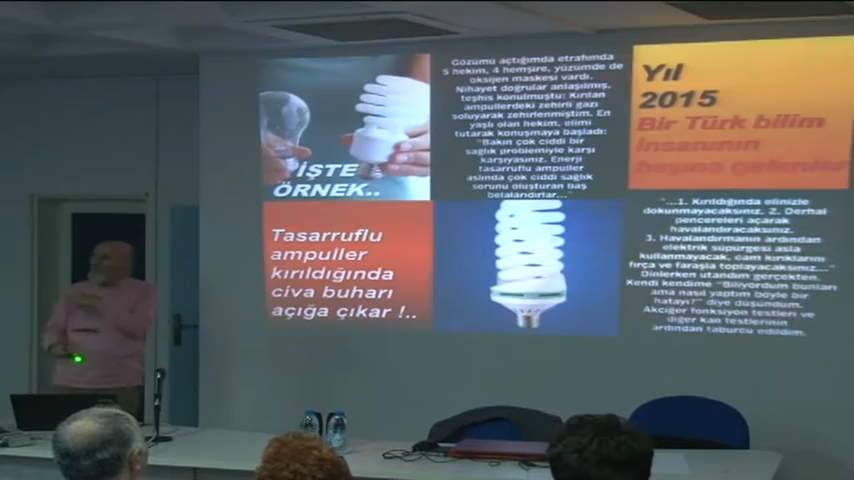 İŞTE
ÖRNEK..
Gözümü açtığımda etrafımda
5 hekim, 4 hemşire, yüzümde de
oksijen maskesi vardı.
Nihayet doğrular anlaşılmış,
teşhis konulmuştu: Kırılan
ampullerdeki zehirli gazı
soluyarak zehirlenmiştim. En
yaşlı olan hekim, elimi
tutarak konuşmaya başladı:
"Bakın çok ciddi bir
sağlık problemiyle karşı
karşıyasınız. Enerji
tasarruflu ampuller
aslında çok ciddi sağlık
sorunu oluşturan baş
belalarıdırlar..."
Yıl
2015
Bir Türk bilim
insanının
başına gelenler
Tasarruflu
ampuller
kırıldığında
civa buharı
açığa çıkar !..
"...1. Kırıldığında elinizle
dokunmayacaksınız. 2. Derhal
pencereleri açarak
havalandıracaksınız.
3. Havalandırmanın ardından
elektrik süpürgesi asla
kullanmayacak, cam kırıklarını
fırça ve faraşla toplayacaksınız..."
Dinlerken utandım gerçekten.
Kendi kendime "Biliyordum bunları
ama nasıl yaptım böyle bir
hatayı?" diye düşündüm.
Akciğer fonksiyon testleri ve
diğer kan testlerinin
ardından taburcu edildim.